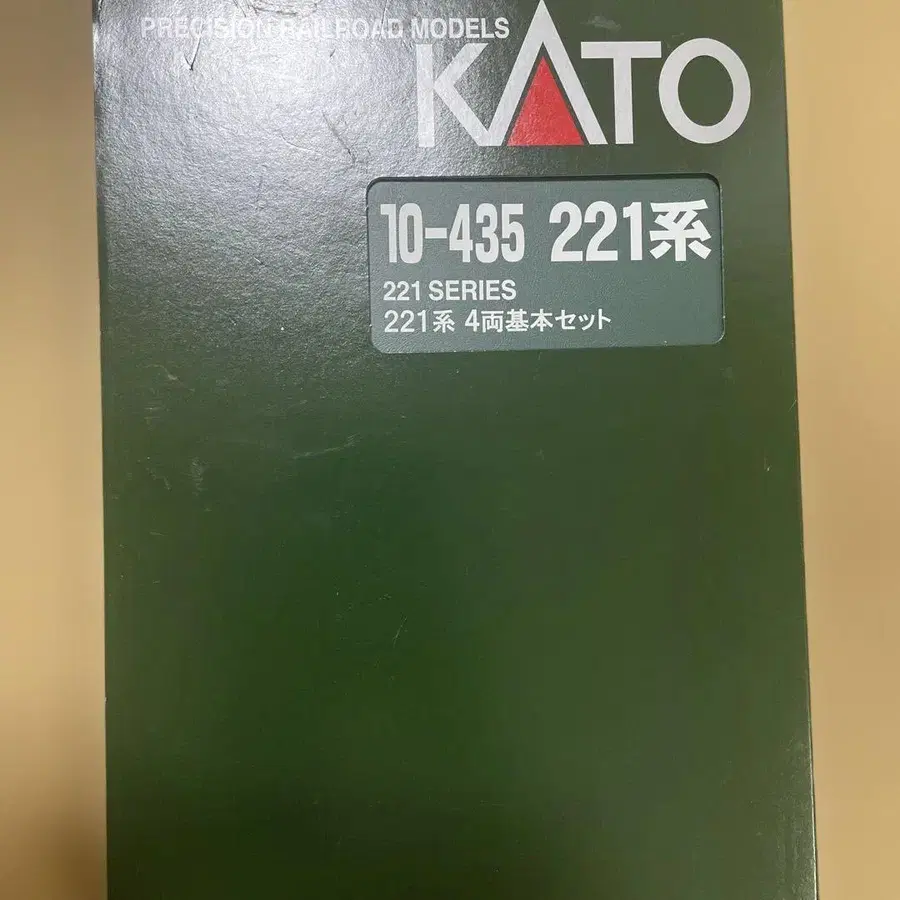 PRECISION RAILROAD MODELS
KATO
10-435 221系
221 SERIES
221系 4両基本セット